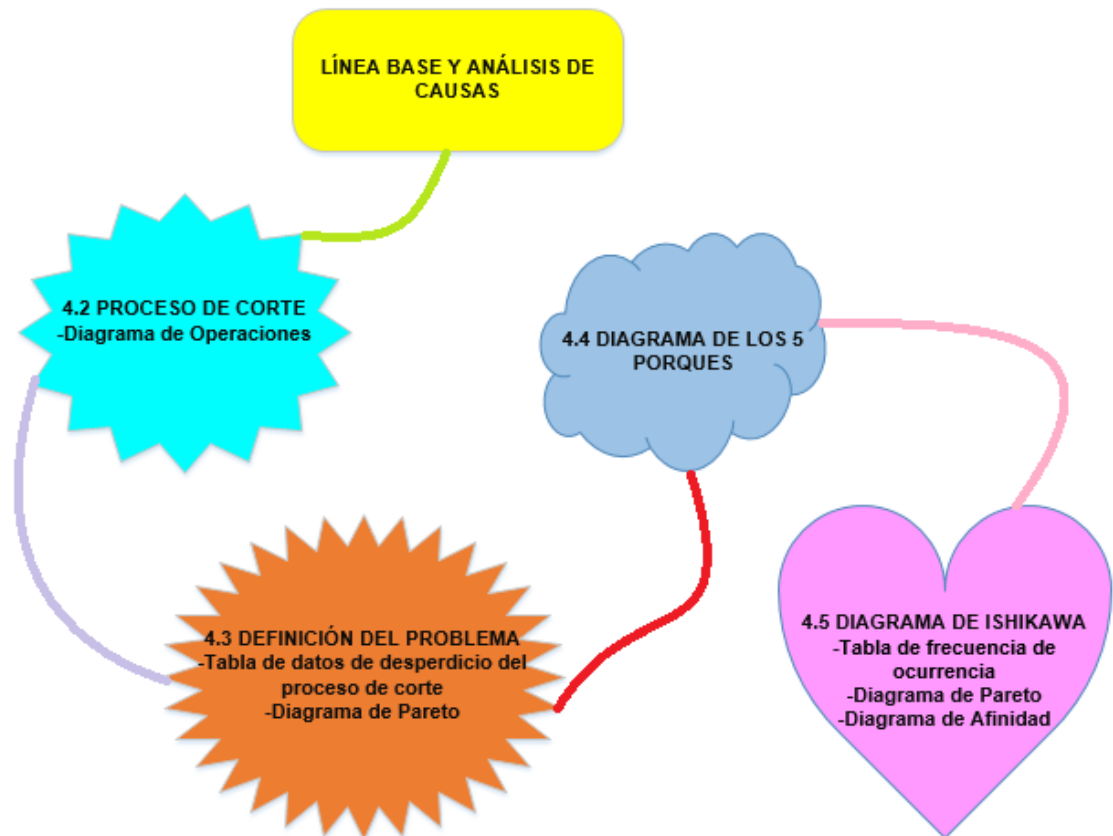 LÍNEA BASE Y ANÁLISIS DE
CAUSAS
4.2 PROCESO DE CORTE
-Diagrama de Operaciones
4.3 DEFINICIÓN DEL PROBLEMA
-Tabla de datos de desperdicio del
proceso de corte
-Diagrama de Pareto
4.4 DIAGRAMA DE LOS 5
PORQUES
4.5 DIAGRAMA DE ISHIKAWA
-Tabla de frecuencia de
ocurrencia
-Diagrama de Pareto
-Diagrama de Afinidad